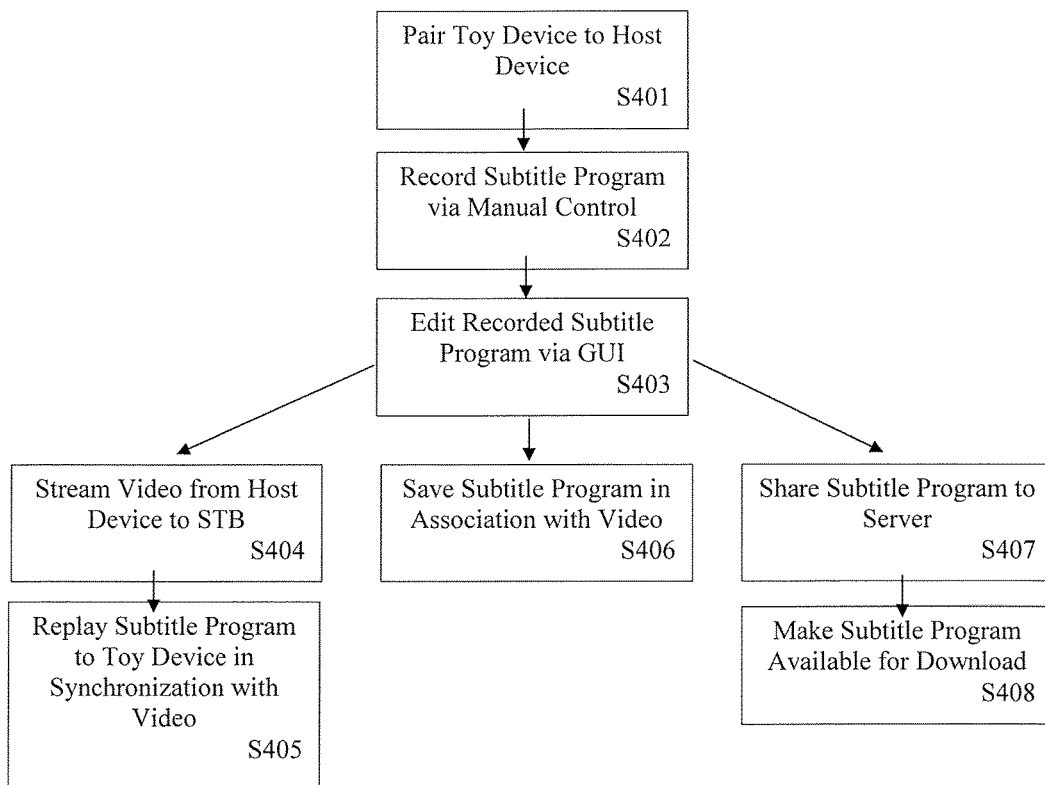 Pair Toy Device to Host
Device
S401
Record Subtitle Program
via Manual Control
S402
Edit Recorded Subtitle
Program via GUI
S403
Stream Video from Host
Device to STB
S404
Replay Subtitle Program
to Toy Device in
Synchronization with
Video
S405
Save Subtitle Program in
Association with Video
S406
Share Subtitle Program to
Server
S407
Make Subtitle Program
Available for Download
S408